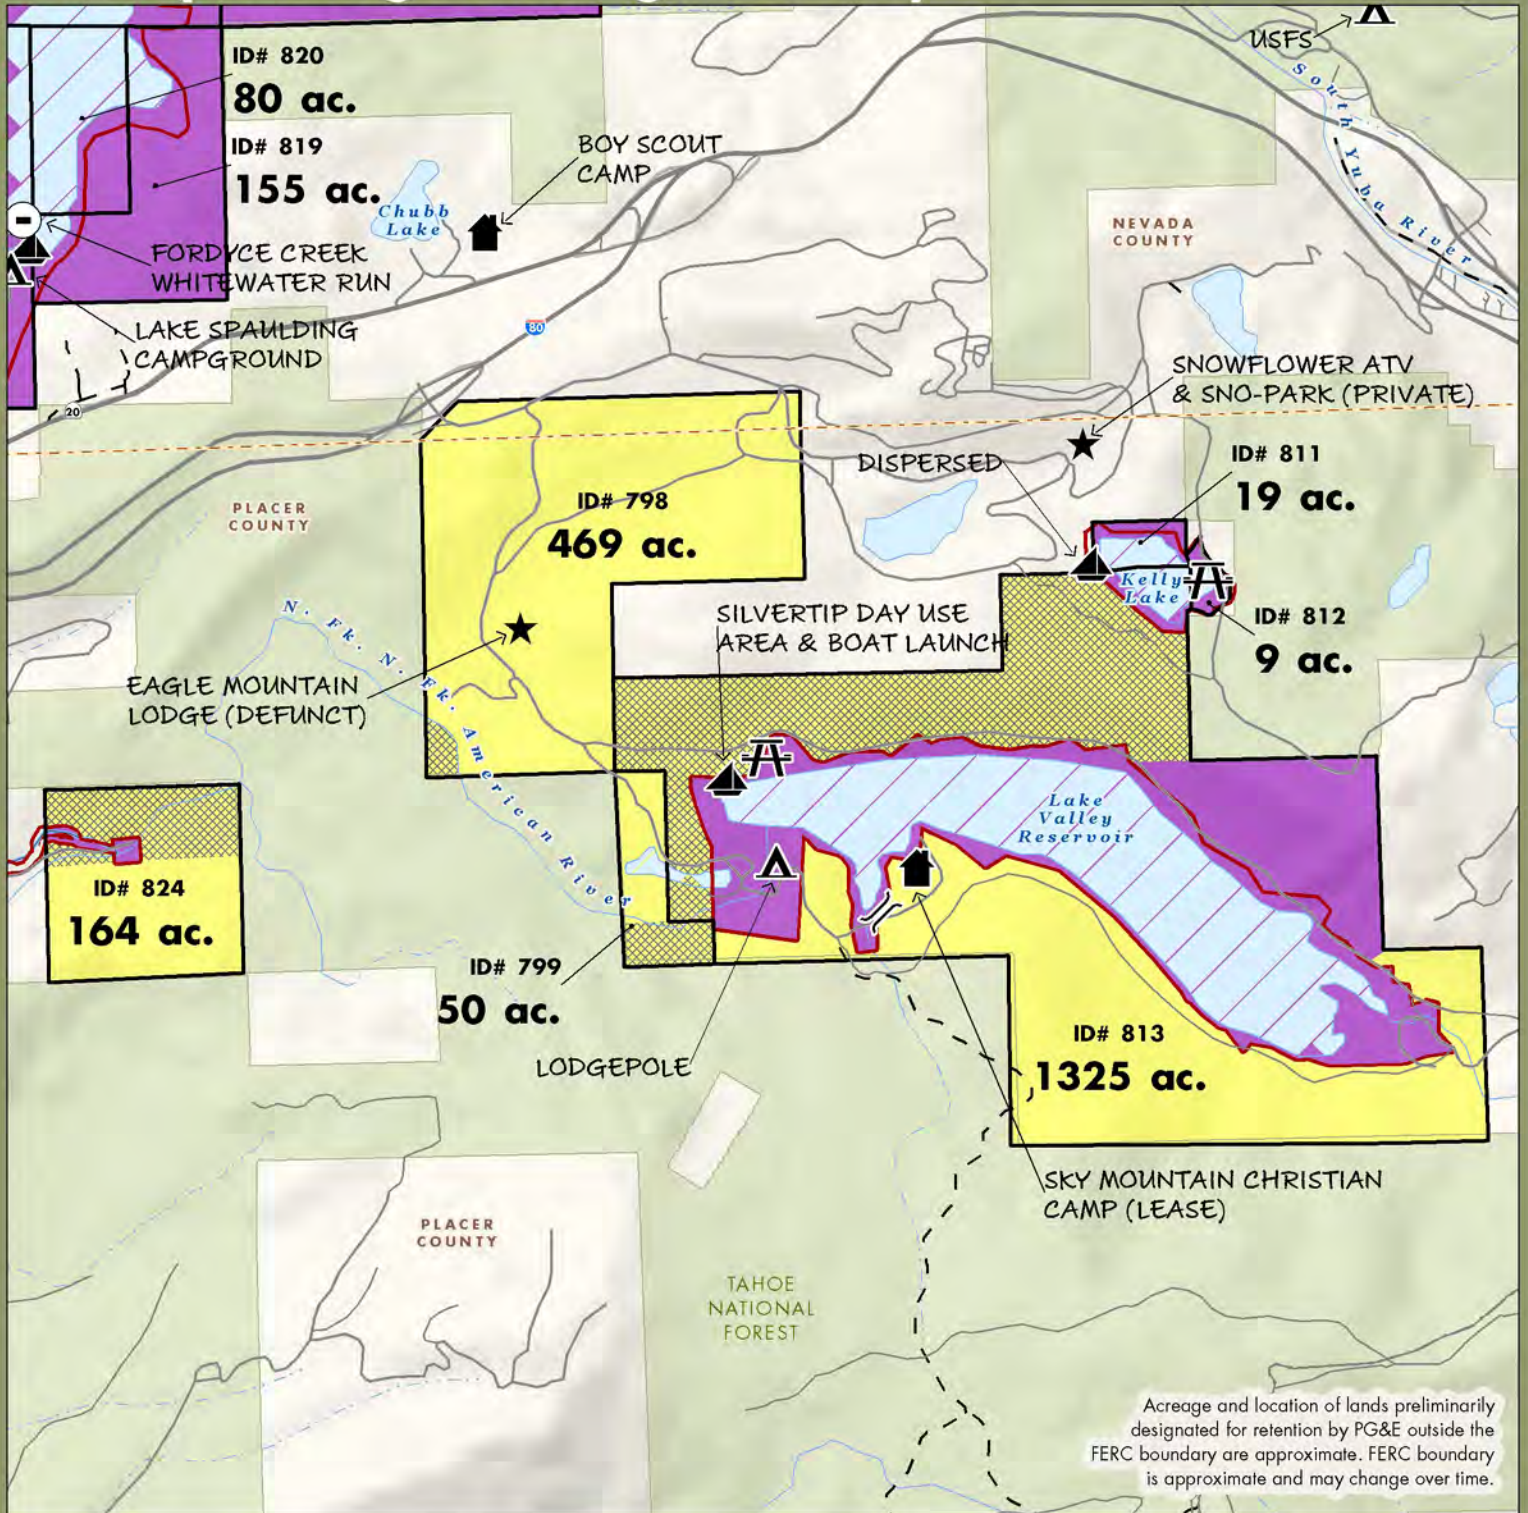 USFS
ID# 820
80 ac.
ID# 819
155 ac.
BOY SCOUT
CAMP
Chubb
Lake
South Yuba River
NEVADA
COUNTY
FORDYCE CREEK
WHITEWATER RUN
LAKE SPAULDING
CAMPGROUND
80
20
SNOWFLOWER ATV
& SNO-PARK (PRIVATE)
DISPERSED
ID# 811
19 ac.
PLACER
COUNTY
ID# 798
469 ac.
Kelly
Lake
ID# 812
9 ac.
N. Fk. N. Fk. American River
SILVERTIP DAY USE
AREA & BOAT LAUNCH
EAGLE MOUNTAIN
LODGE (DEFUNCT)
Lake
Valley
Reservoir
ID# 824
164 ac.
ID# 799
50 ac.
LODGEPOLE
ID# 813
1325 ac.
SKY MOUNTAIN CHRISTIAN
CAMP (LEASE)
PLACER
COUNTY
TAHOE
NATIONAL
FOREST
Acreage and location of lands preliminarily
designated for retention by PG&E outside the
FERC boundary are approximate. FERC boundary
is approximate and may change over time.